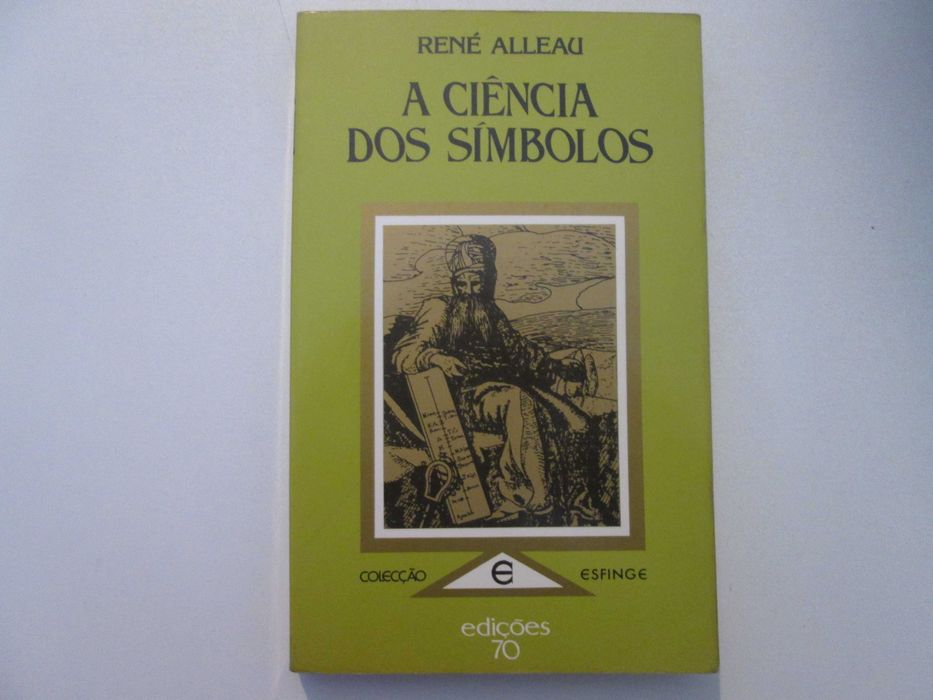 RENÉ ALLEAU
A CIÊNCIA
DOS SÍMBOLOS
COLECÇÃO
E
ESFINGE
edições
70